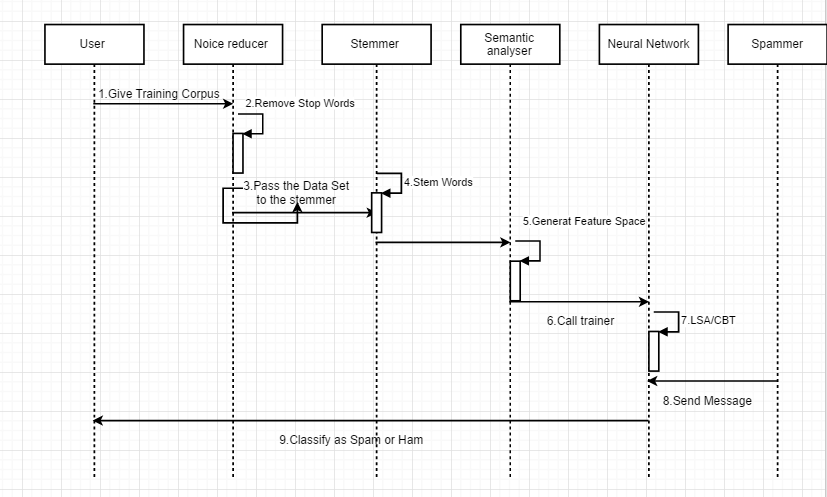 User
Noice reducer
Stemmer
Semantic
analyser
Neural Network
Spammer
1.Give Training Corpus
2.Remove Stop Words
3.Pass the Data Set
to the stemmer
4.Stem Words
5.Generat Feature Space
6.Call trainer
7.LSA/CBT
8.Send Message
9.Classify as Spam or Ham